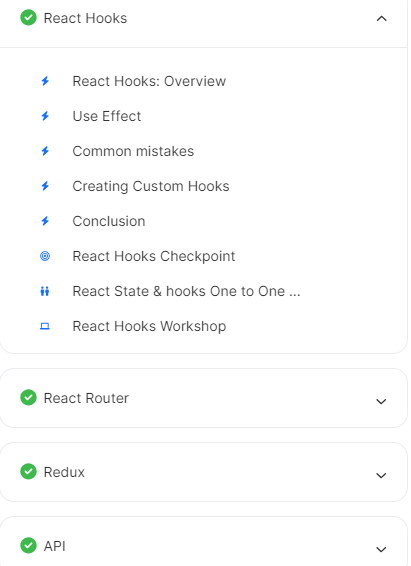 React Hooks
React Hooks: Overview
Use Effect
Common mistakes
Creating Custom Hooks
Conclusion
React Hooks Checkpoint
React State & hooks One to One ...
React Hooks Workshop
React Router
Redux
API